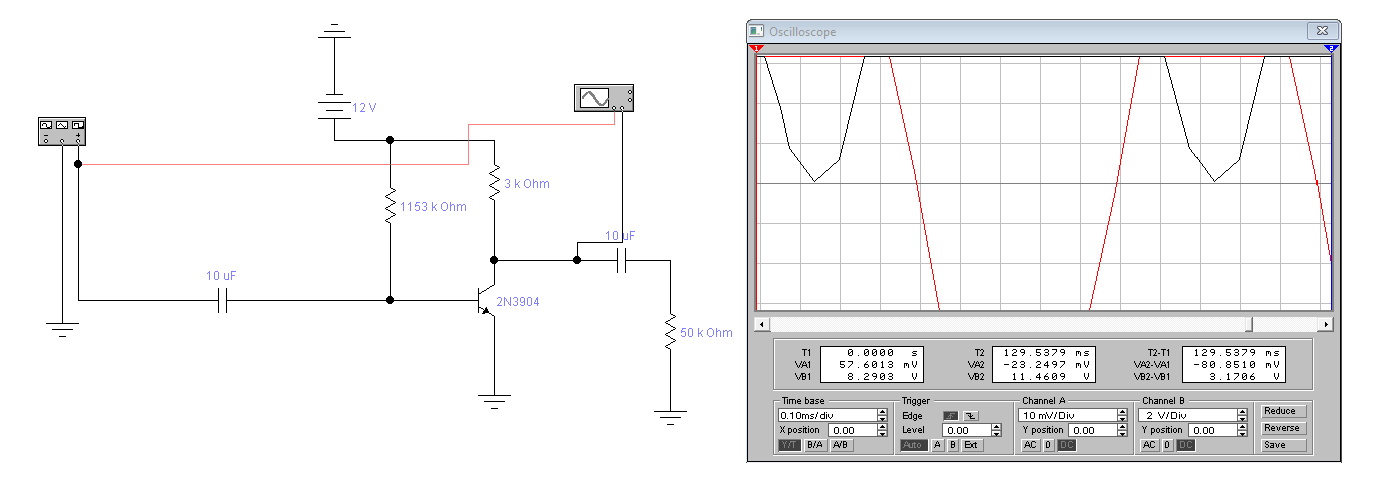 12 V
3 k Ohm
1153 k Ohm
10 uF
10 uF
2N3904
50 k Ohm
Oscilloscope
1 2
T1 0.0000 s T2 129.5379 ms T2-T1 129.5379 ms
VA1 57.6013 mV VA2 -23.2497 mV VA2-VA1 -80.8510 mV
VB1 8.2903 V VB2 11.4609 V VB2-VB1 3.1706 V
Time base Trigger Channel A Channel B
0.10ms/div Edge 10 mV/Div 2 V/Div Reduce
X position 0.00 Level 0.00 Y position 0.00 Y position 0.00 Reverse
Y/T B/A A/B Auto A B Ext AC 0 DC AC 0 DC Save